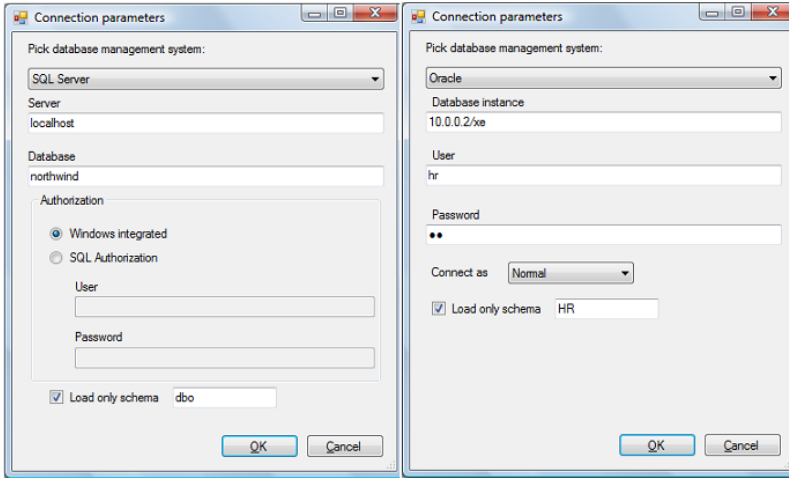 Connection parameters
Pick database management system:
SQL Server
Server
localhost
Database
northwind
Authorization
Windows integrated
SQL Authorization
User
Password
Load only schema dbo
OK Cancel
Connection parameters
Pick database management system:
Oracle
Database instance
10.0.0.2/xe
User
hr
Password
●●
Connect as Normal
Load only schema HR
OK Cancel